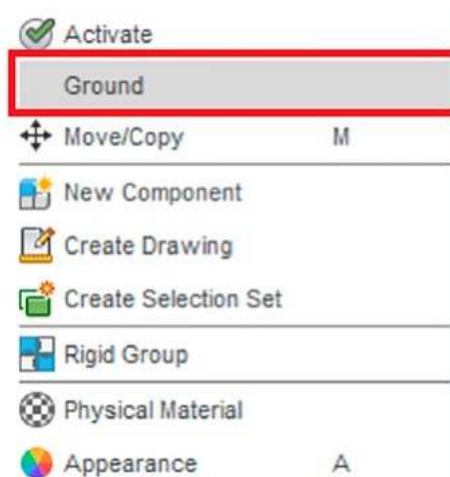 Activate
Ground
Move/Copy M
New Component
Create Drawing
Create Selection Set
Rigid Group
Physical Material
Appearance A